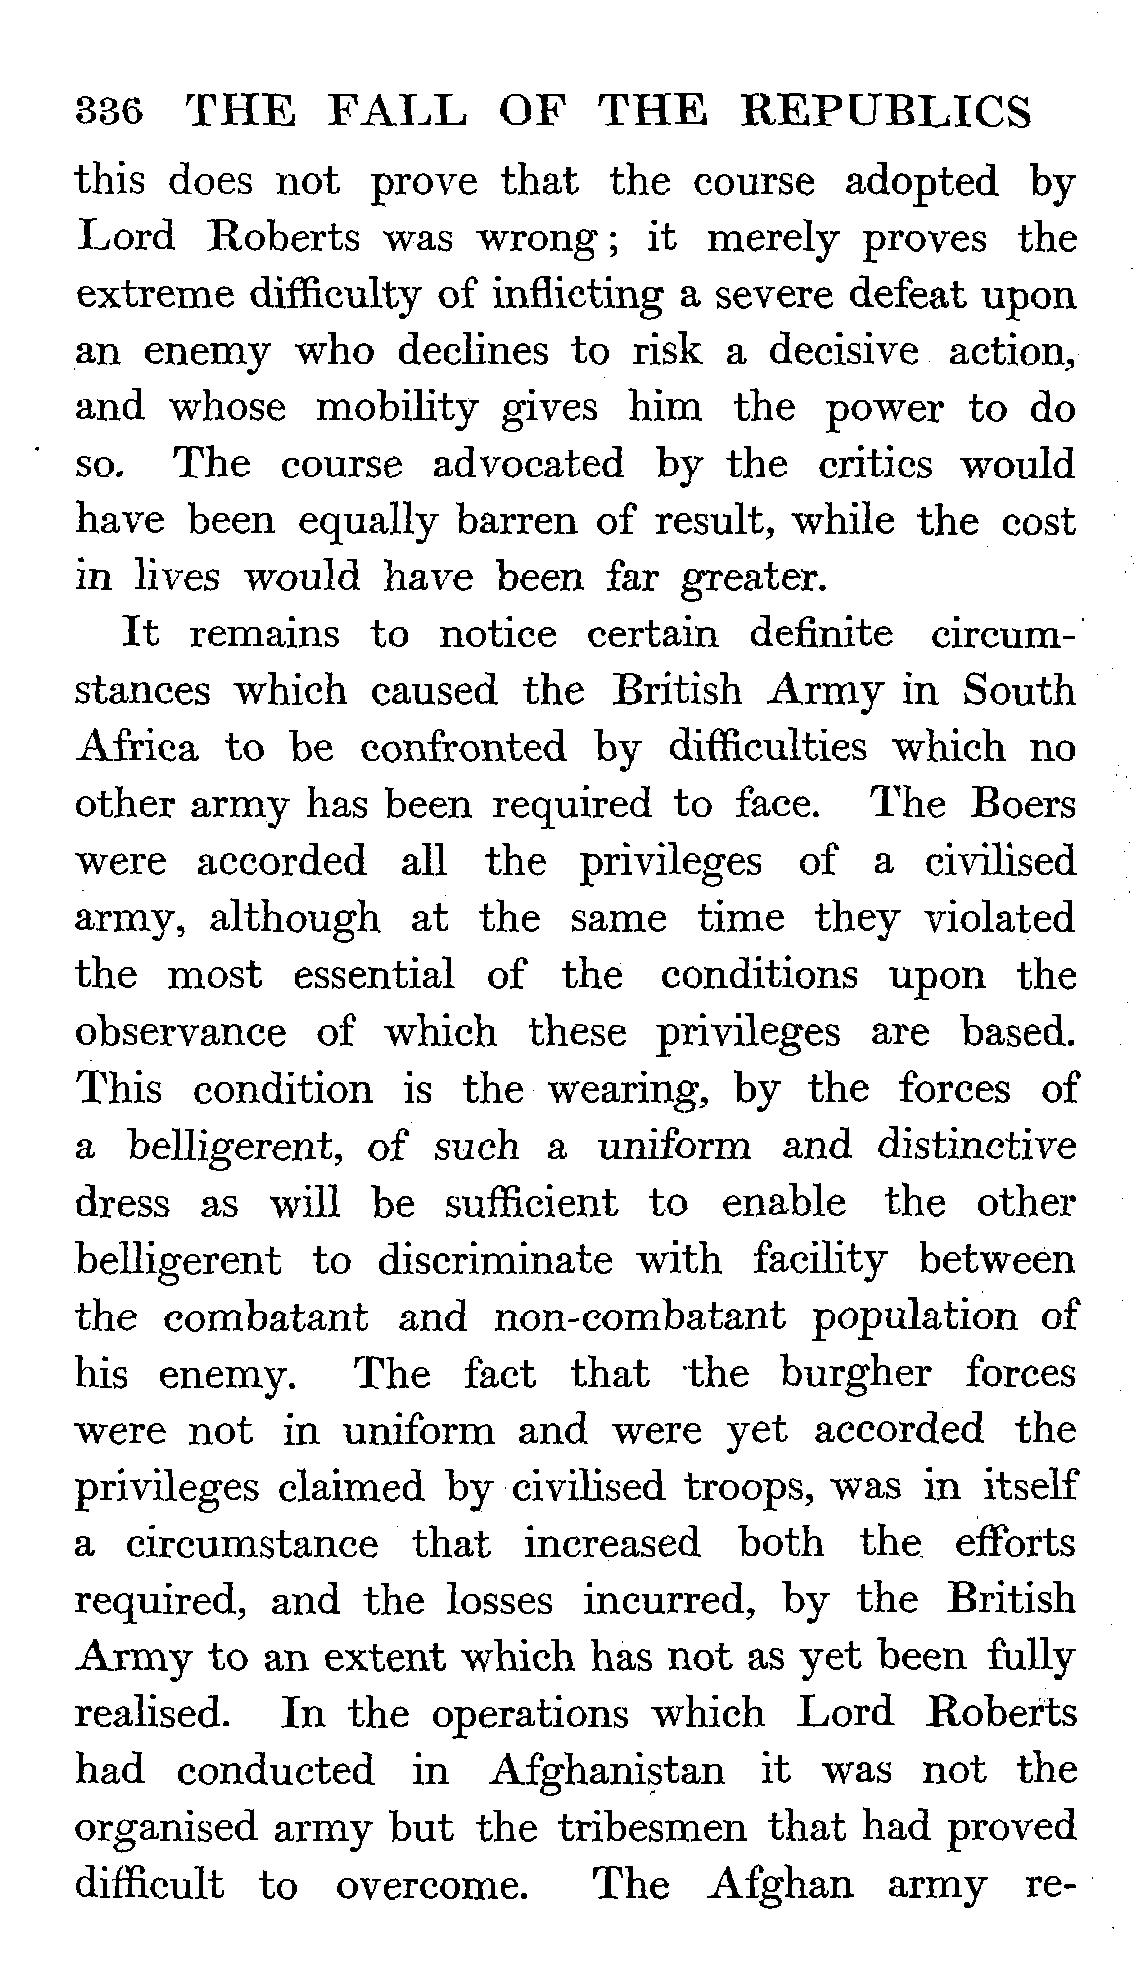 336 THE FALL OF THE REPUBLICS
this does not prove that the course adopted by
Lord Roberts was wrong; it merely proves the
extreme difficulty of inflicting a severe defeat upon
an enemy who declines to risk a decisive action,
and whose mobility gives him the power to do
so. The course advocated by the critics would
have been equally barren of result, while the cost
in lives would have been far greater.
It remains to notice certain definite circum-
stances which caused the British Army in South
Africa to be confronted by difficulties which no
other army has been required to face. The Boers
were accorded all the privileges of a civilised
army, although at the same time they violated
the most essential of the conditions upon the
observance of which these privileges are based.
This condition is the wearing, by the forces of
a belligerent, of such a uniform and distinctive
dress as will be sufficient to enable the other
belligerent to discriminate with facility between
the combatant and non-combatant population of
his enemy. The fact that the burgher forces
were not in uniform and were yet accorded the
privileges claimed by civilised troops, was in itself
a circumstance that increased both the efforts
required, and the losses incurred, by the British
Army to an extent which has not as yet been fully
realised. In the operations which Lord Roberts
had conducted in Afghanistan it was not the
organised army but the tribesmen that had proved
difficult to overcome. The Afghan army re-